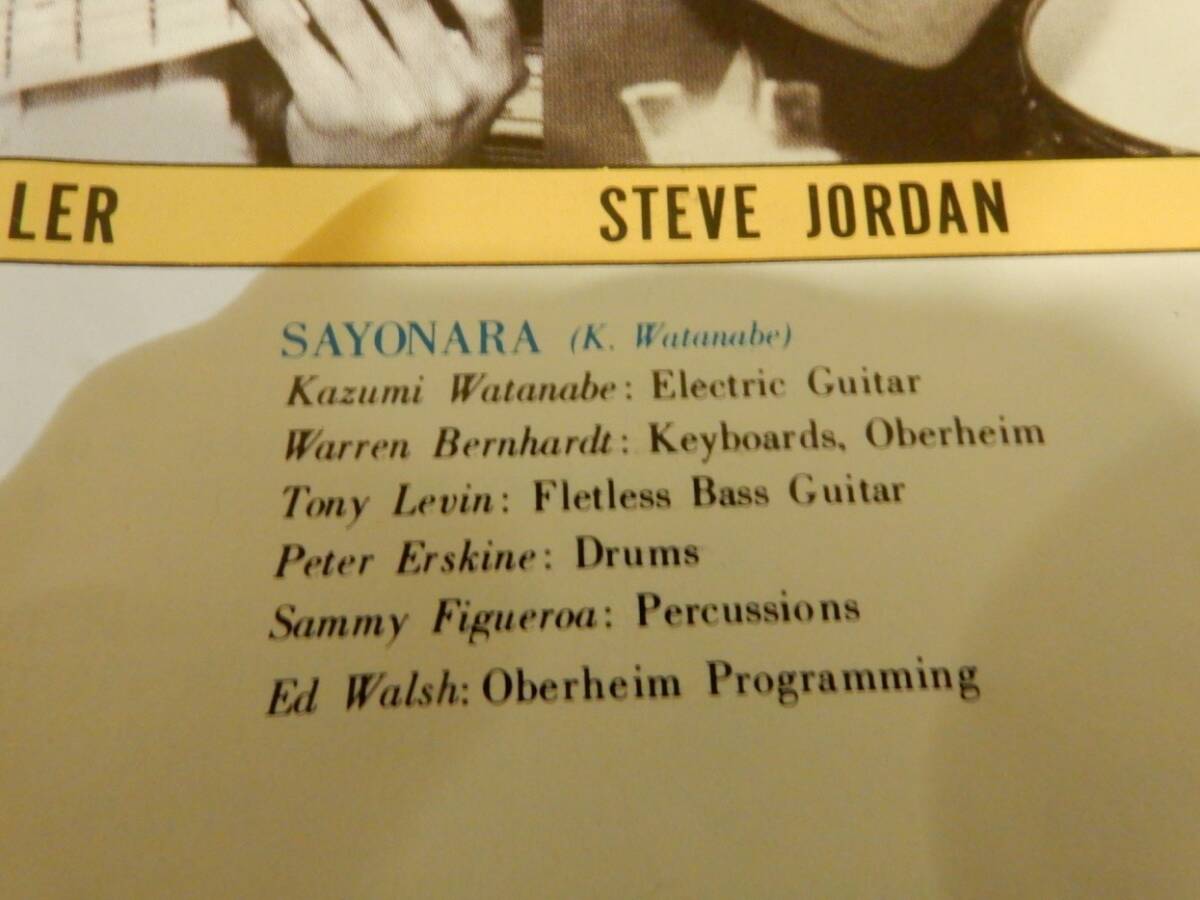 LER STEVE JORDAN
SAYONARA (K. Watanabe)
Kazumi Watanabe: Electric Guitar
Warren Bernhardt: Keyboards, Oberheim
Tony Levin: Fletless Bass Guitar
Peter Erskine: Drums
Sammy Figueroa: Percussions
Ed Walsh: Oberheim Programming